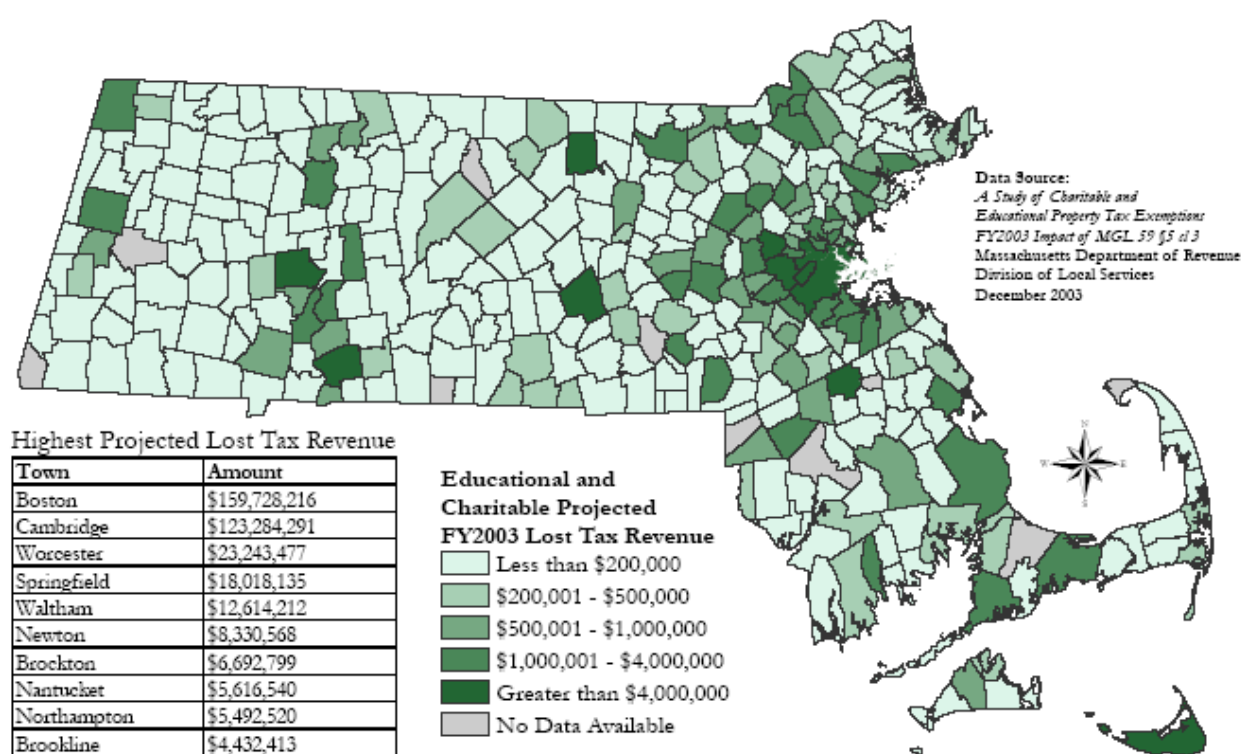 Data Source:
A Study of Charitable and
Educational Property Tax Exemptions
FY2003 Impact of MGL 59 §5 cl 3
Massachusetts Department of Revenue
Division of Local Services
December 2003
N
W E
S
Highest Projected Lost Tax Revenue
Town Amount
Boston $159,728,216
Cambridge $123,284,291
Worcester $23,243,477
Springfield $18,018,135
Waltham $12,614,212
Newton $8,330,568
Brockton $6,692,799
Nantucket $5,616,540
Northampton $5,492,520
Brookline $4,432,413
Educational and
Charitable Projected
FY2003 Lost Tax Revenue
Less than $200,000
$200,001 - $500,000
$500,001 - $1,000,000
$1,000,001 - $4,000,000
Greater than $4,000,000
No Data Available